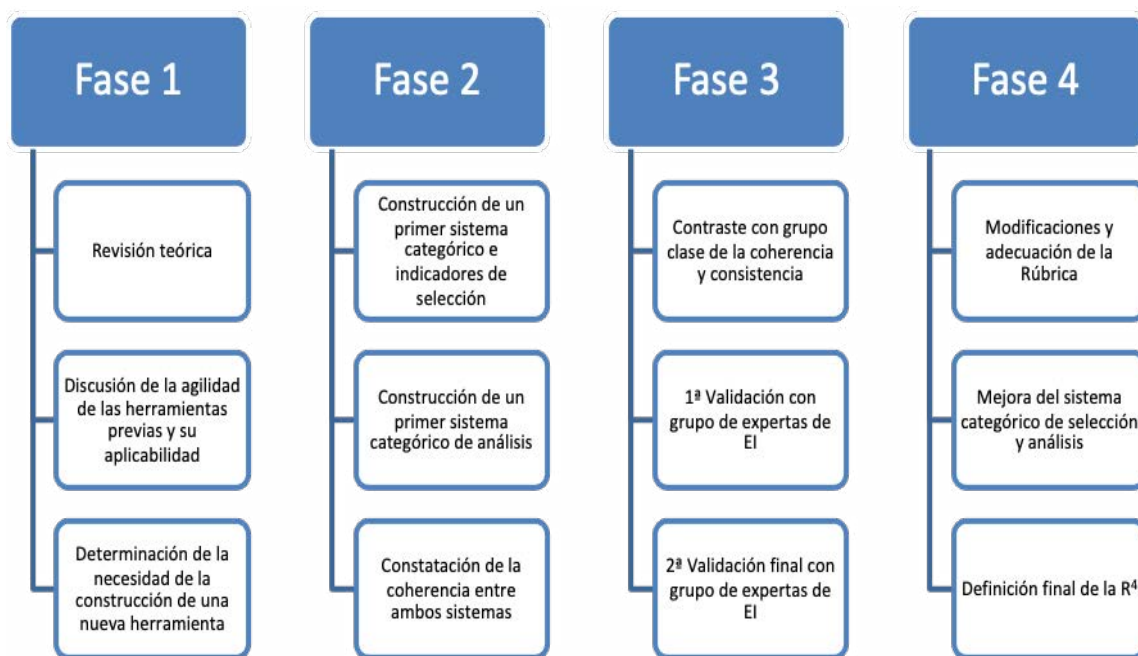 Fase 1
Revisión teórica
Discusión de la agilidad
de las herramientas
previas y su
aplicabilidad
Determinación de la
necesidad de la
construcción de una
nueva herramienta
Fase 2
Construcción de un
primer sistema
categórico e
indicadores de
selección
Construcción de un
primer sistema
categórico de análisis
Constatación de la
coherencia entre
ambos sistemas
Fase 3
Contraste con grupo
clase de la coherencia
y consistencia
1ª Validación con
grupo de expertas de
EI
2ª Validación final con
grupo de expertas de
EI
Fase 4
Modificaciones y
adecuación de la
Rúbrica
Mejora del sistema
categórico de selección
y análisis
Definición final de la R⁴